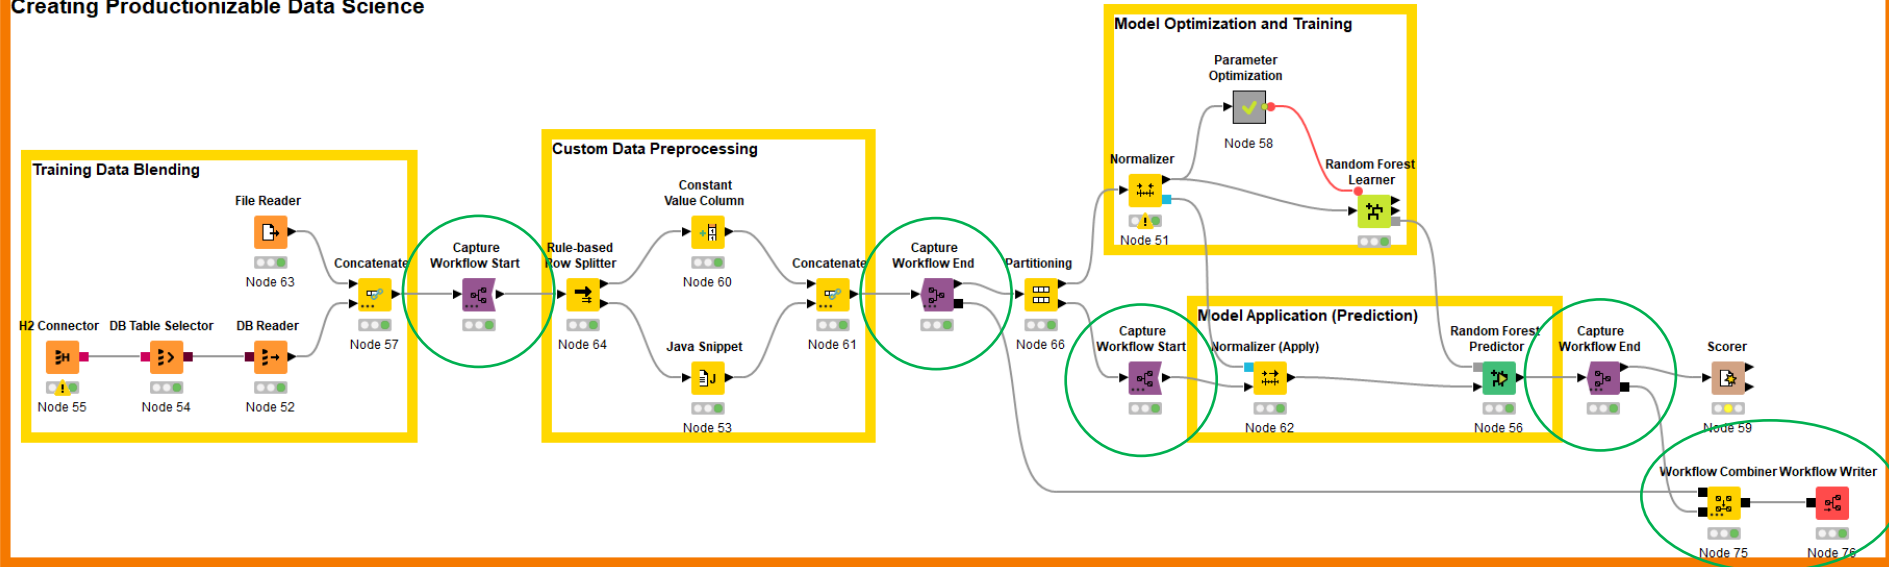 Creating Productionizable Data Science
Training Data Blending
File Reader
Node 63
H2 Connector
Node 55
DB Table Selector
Node 54
DB Reader
Node 52
Concatenate
Node 57
Capture
Workflow Start
Custom Data Preprocessing
Rule-based
Row Splitter
Node 64
Constant
Value Column
Node 60
Java Snippet
J
Node 53
Concatenate
Node 61
Capture
Workflow End
Partitioning
Node 66
Model Optimization and Training
Parameter
Optimization
Node 58
Normalizer
Node 51
Random Forest
Learner
Capture
Workflow Start
Model Application (Prediction)
Normalizer (Apply)
Node 62
Random Forest
Predictor
Node 56
Capture
Workflow End
Scorer
Node 59
Workflow Combiner
Node 75
Workflow Writer
Node 76